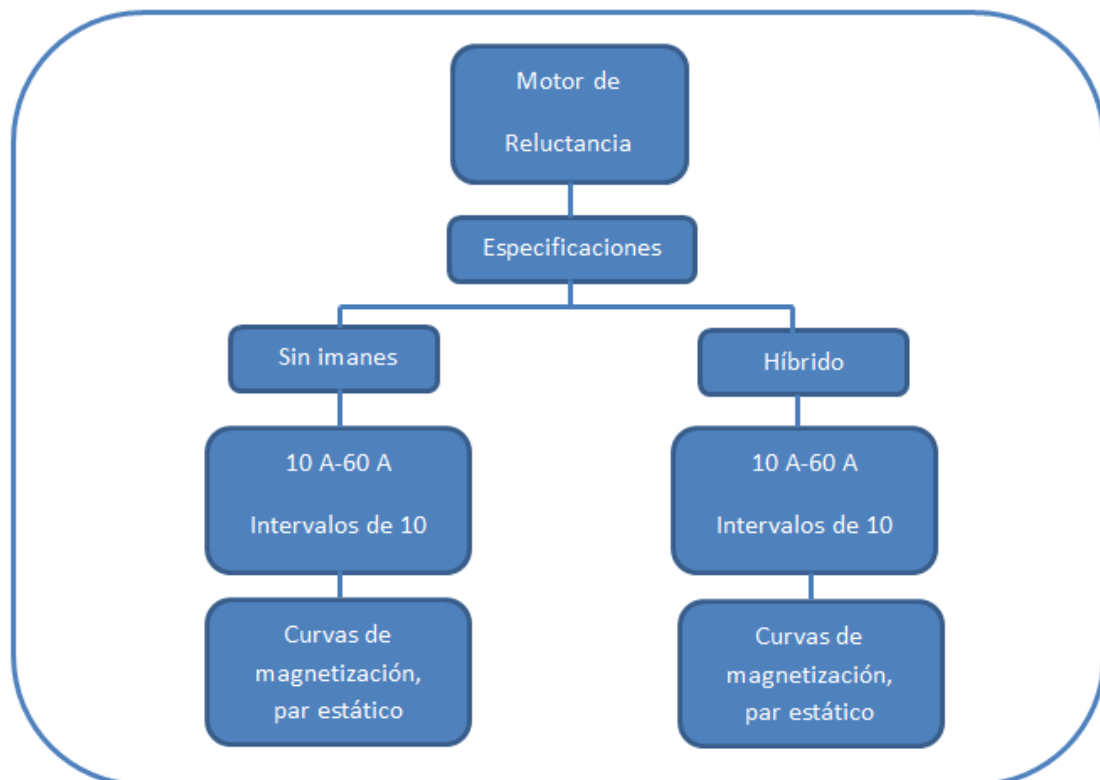 Motor de
Reluctancia
Especificaciones
Sin imanes
Híbrido
10 A-60 A
Intervalos de 10
10 A-60 A
Intervalos de 10
Curvas de
magnetización,
par estático
Curvas de
magnetización,
par estático